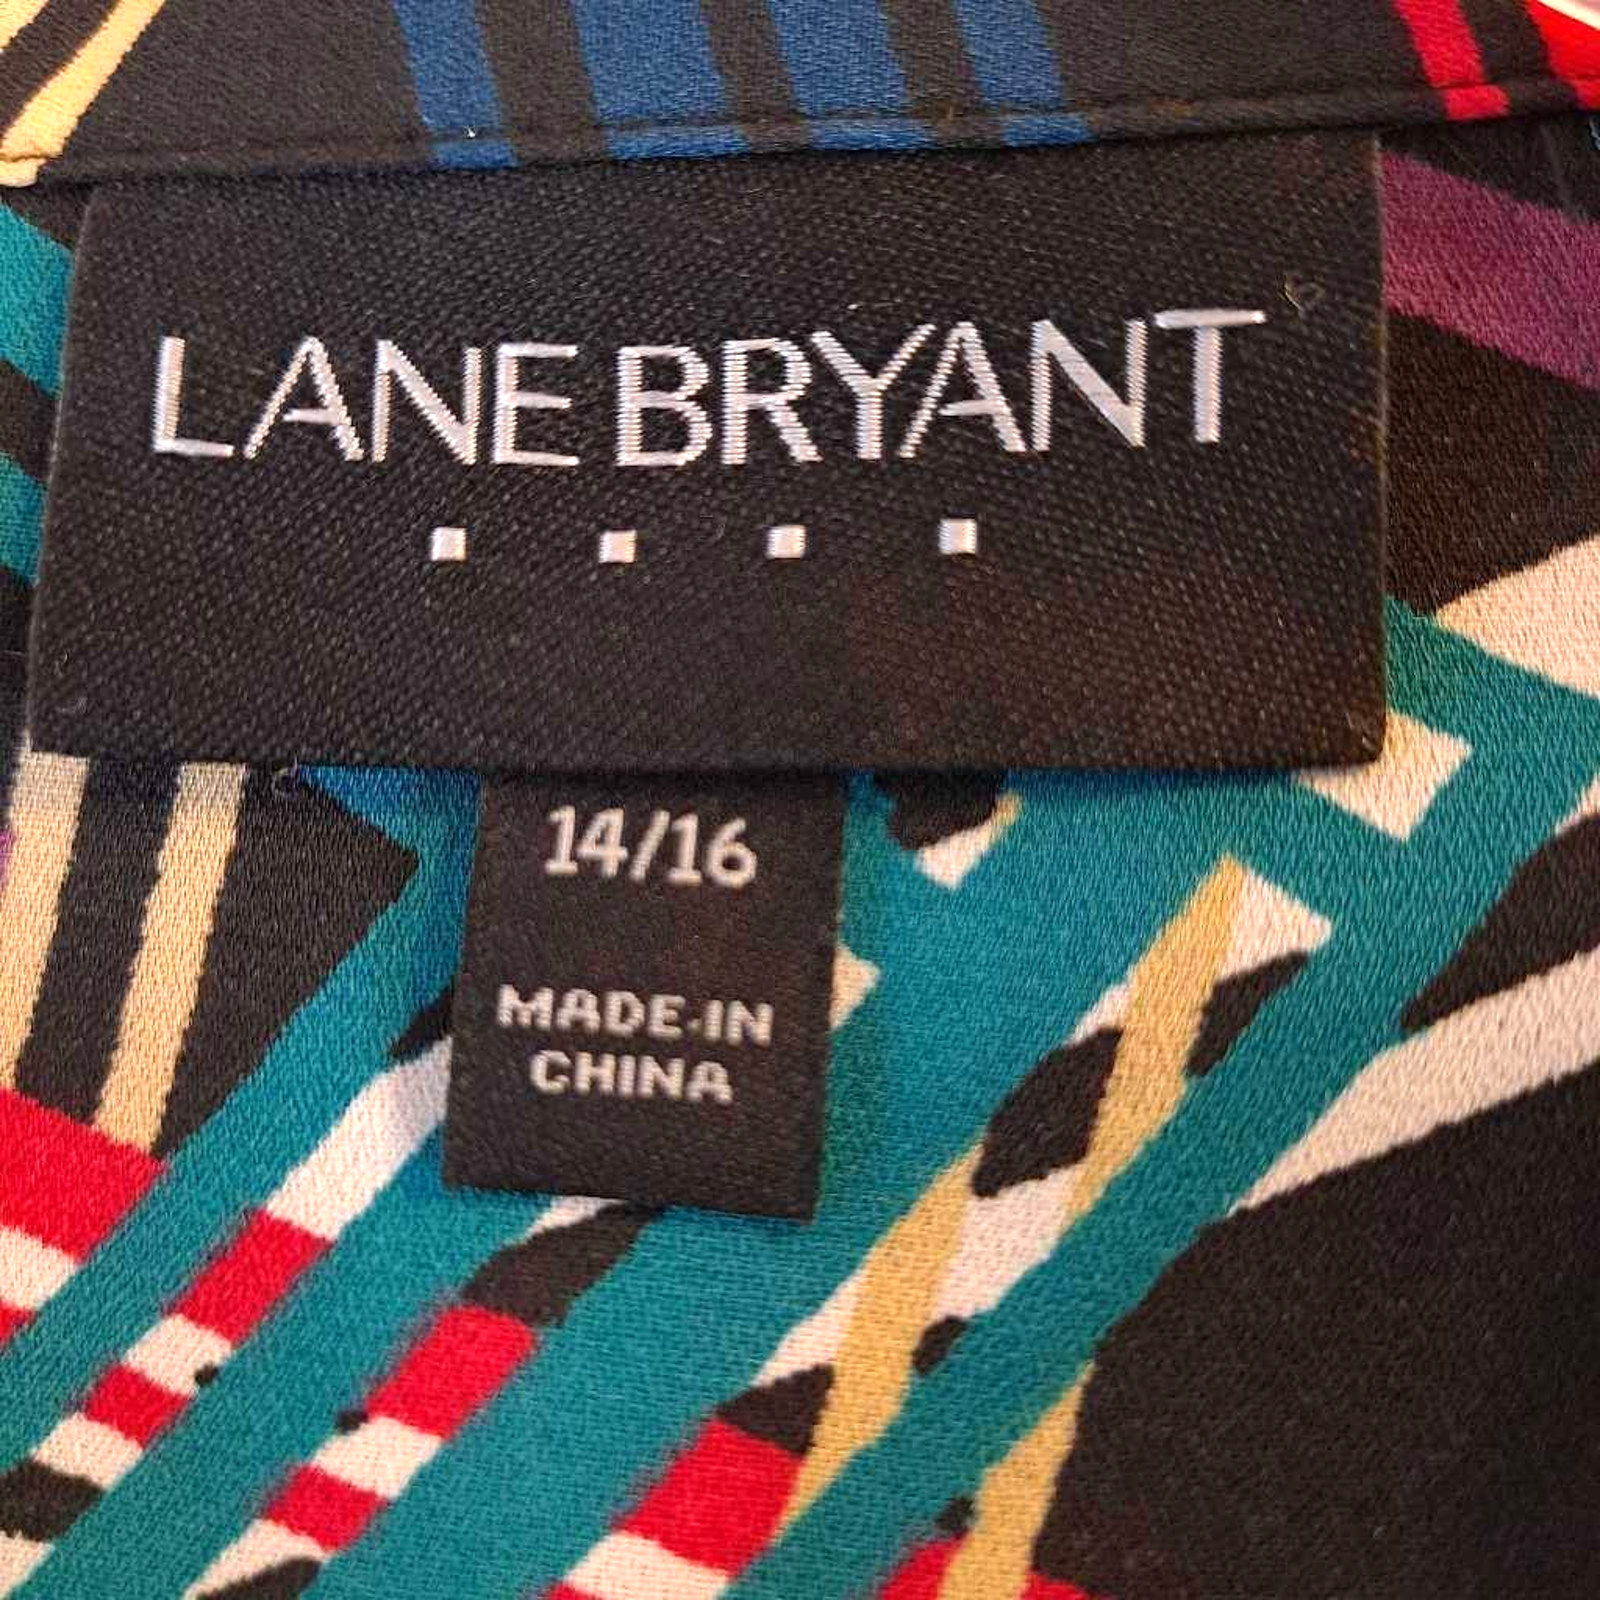 LANE BRYANT
14/16
MADE IN
CHINA